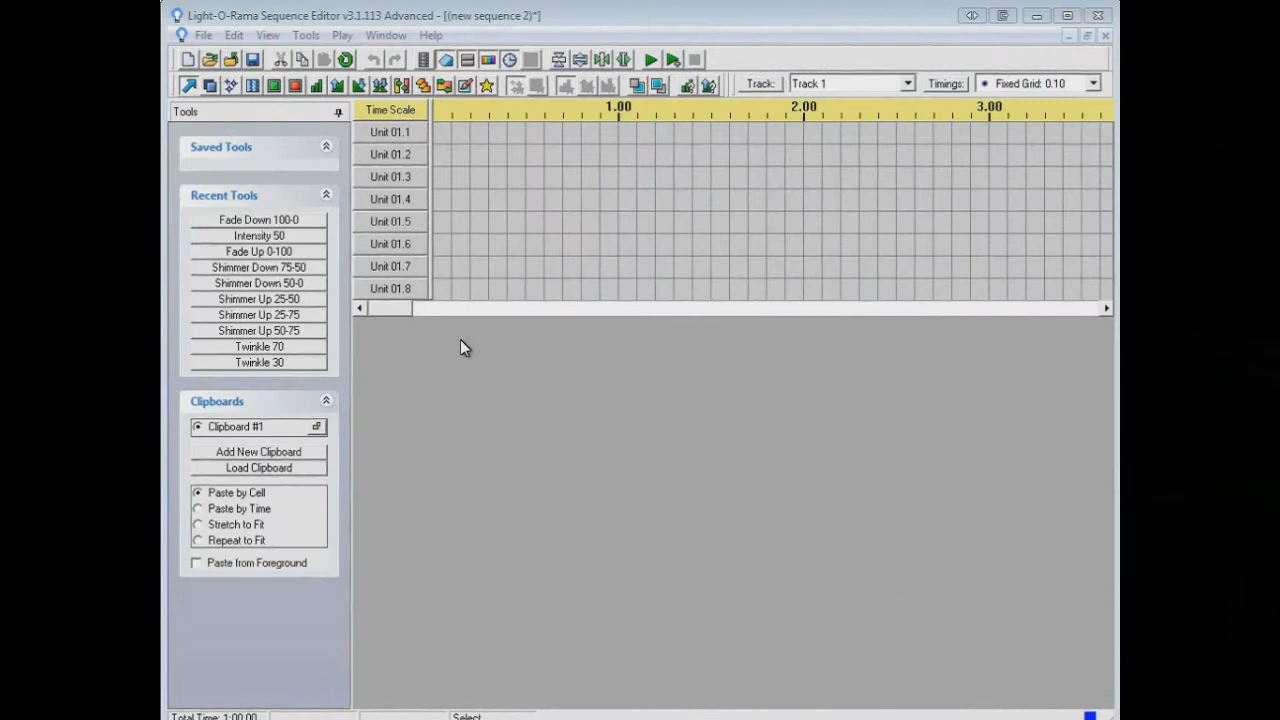 Light-O-Rama Sequence Editor v3.1.113 Advanced - [(new sequence 2)*]
File Edit View Tools Play Window Help
Track: Track 1 Timings: Fixed Grid: 0.10
Tools
Time Scale 1.00 2.00 3.00
Unit 01.1
Unit 01.2
Unit 01.3
Unit 01.4
Unit 01.5
Unit 01.6
Unit 01.7
Unit 01.8
Saved Tools
Recent Tools
Fade Down 100-0
Intensity 50
Fade Up 0-100
Shimmer Down 75-50
Shimmer Down 50-0
Shimmer Up 25-50
Shimmer Up 25-75
Shimmer Up 50-75
Twinkle 70
Twinkle 30
Clipboards
Clipboard #1
Add New Clipboard
Load Clipboard
Paste by Cell
Paste by Time
Stretch to Fit
Repeat to Fit
Paste from Foreground
Total Time: 1:00.00 Select